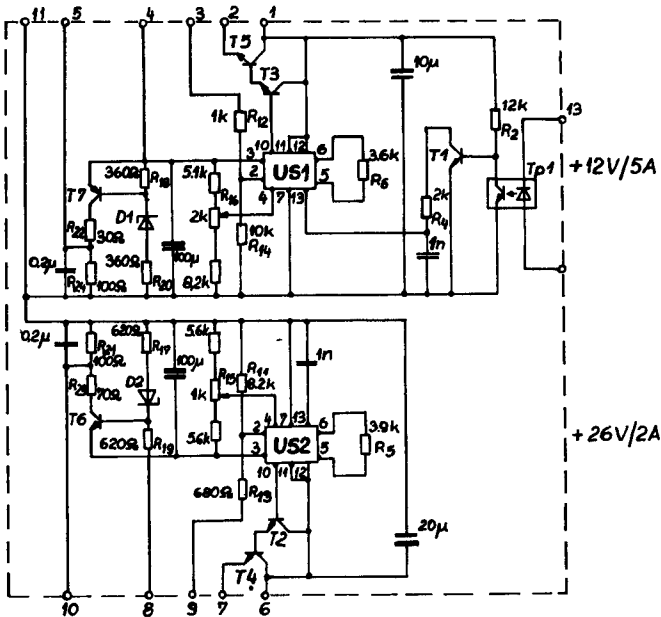 11 5 4 3 2 1
T5
T3
10µ
12k
R2
13
1k
R12
T1
Tp1
+12V/5A
10 11 12
3 6
360Ω
R18
5.1k
2 US1
3.6k
T7
R16
4 7 13 5
R6
2k
R4
D1
2k
R22
30Ω
10k
R14
1n
0,2µ
360Ω
100µ
R24
100Ω
R20
8.2k
0,2µ
R21
100Ω
620Ω
R17
5.6k
100µ
1n
R11
8.2k
R23
70Ω
D2
R15
1k
4 7 13
T6
2 6
US2
3.9k
R5
+26V/2A
620Ω
R19
5.6k
3 5
10 11 12
680Ω
R13
T2
20µ
T4
10 8 9 7 6